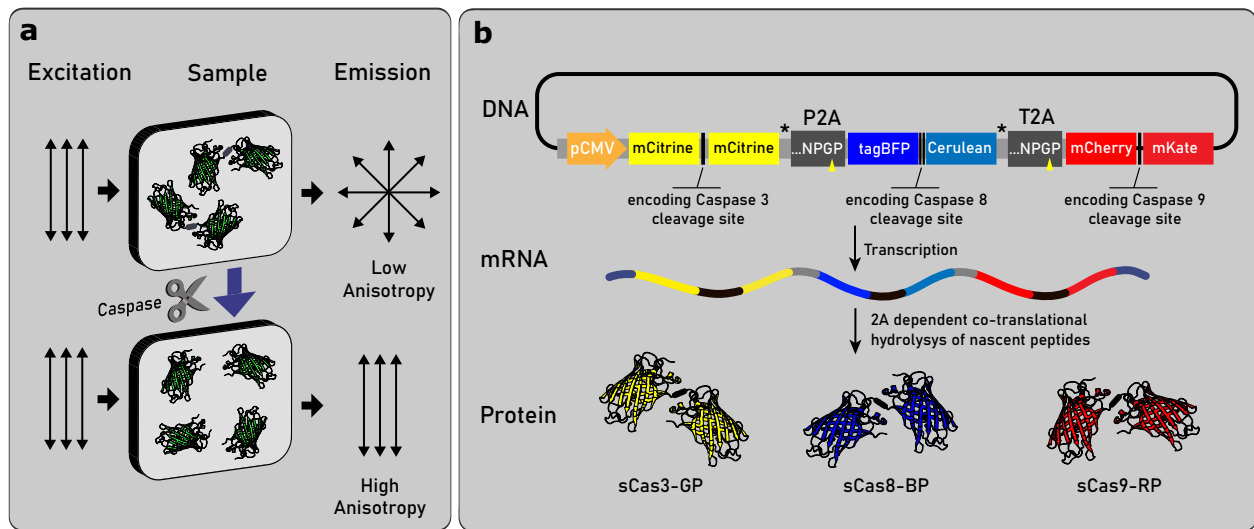 a
Excitation
Sample
Emission
Low
Anisotropy
Caspase
High
Anisotropy
b
DNA
P2A
T2A
*
*
pCMV
mCitrine
mCitrine
...NPGP
tagBFP
Cerulean
...NPGP
mCherry
mKate
encoding Caspase 3
cleavage site
encoding Caspase 8
cleavage site
encoding Caspase 9
cleavage site
Transcription
mRNA
2A dependent co-translational
hydrolysys of nascent peptides
Protein
sCas3-GP
sCas8-BP
sCas9-RP